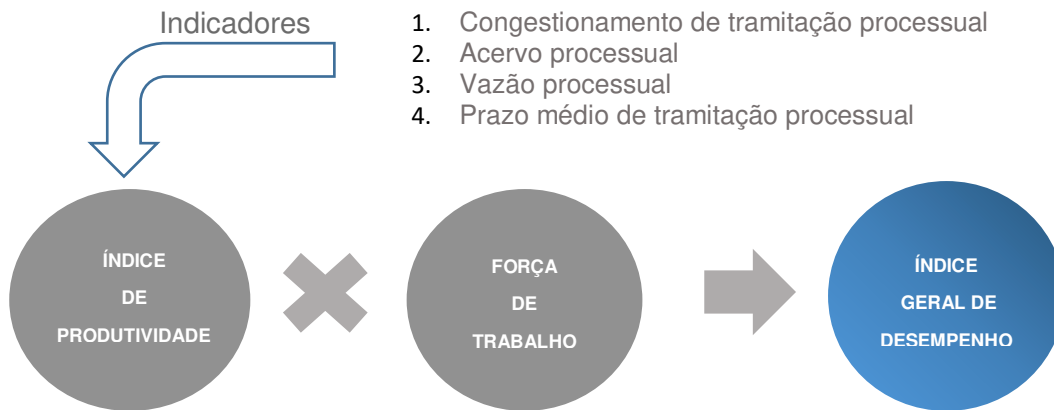 Indicadores
1. Congestionamento de tramitação processual
2. Acervo processual
3. Vazão processual
4. Prazo médio de tramitação processual
ÍNDICE
DE
PRODUTIVIDADE
FORÇA
DE
TRABALHO
ÍNDICE
GERAL DE
DESEMPENHO